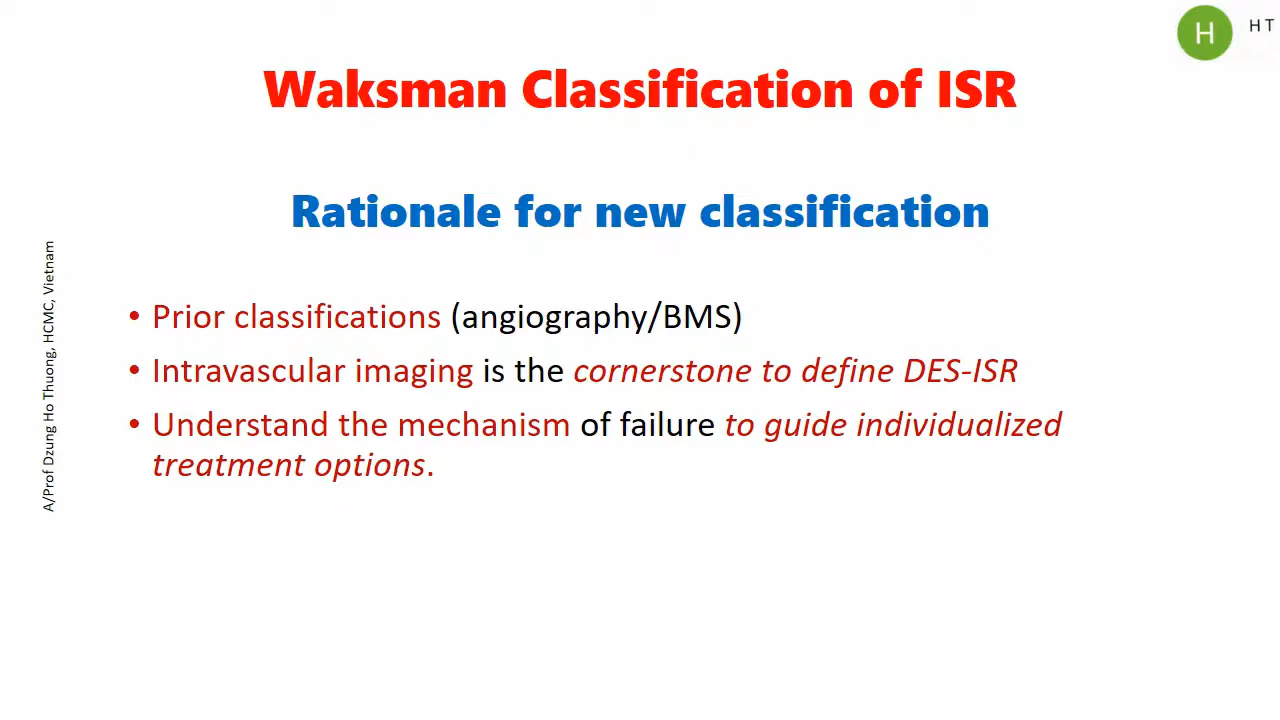 H
H T
Waksman Classification of ISR
Rationale for new classification
• Prior classifications (angiography/BMS)
• Intravascular imaging is the cornerstone to define DES-ISR
• Understand the mechanism of failure to guide individualized
treatment options.
A/Prof Dzung Ho Thuong, HCMC, Vietnam